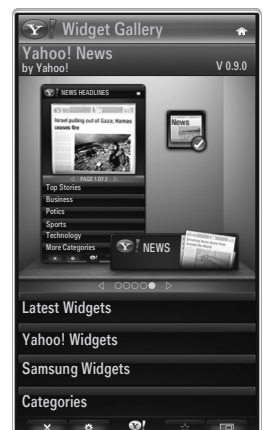 Y! Widget Gallery
Yahoo! News
by Yahoo!
V 0.9.0
Y! NEWS HEADLINES
Israel pulling out of Gaza; Hamas
ceases fire
PAGE 1 OF 2
Top Stories
Business
Potics
Sports
Technology
More Categories
News
Y! NEWS
Latest Widgets
Yahoo! Widgets
Samsung Widgets
Categories
Y!